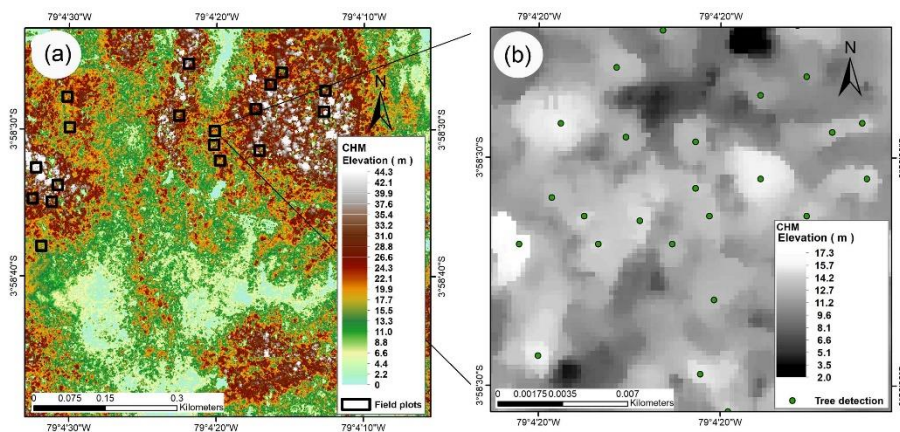 79°4'30"W 79°4'20"W 79°4'10"W
79°4'20"W 79°4'20"W
(a)
N
3°58'30"S
3°58'40"S
CHM
Elevation ( m )
44.3
42.1
39.9
37.6
35.4
33.2
31.0
28.8
26.6
24.3
22.1
19.9
17.7
15.5
13.3
11.0
8.8
6.6
4.4
2.2
0
Field plots
0 0.075 0.15 0.3
Kilometers
79°4'30"W 79°4'20"W 79°4'10"W
(b)
N
3°58'30"S
3°58'30"S
CHM
Elevation ( m )
17.3
15.7
14.2
12.7
11.2
9.6
8.1
6.6
5.1
3.5
2.0
Tree detection
0 0.00175 0.0035 0.007
Kilometers
79°4'20"W 79°4'20"W